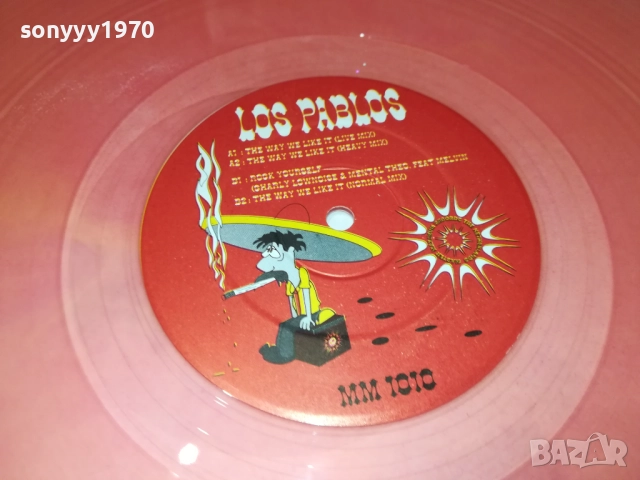 sonyyy1970
LOS PABLOS
A1 : THE WAY WE LIKE IT (LIVE MIX)
A2 : THE WAY WE LIKE IT (HEAVY MIX)
B1 : ROCK YOURSELF
(CHARLY LOWNOISE & MENTAL THEO. FEAT MELVIN)
B2 : THE WAY WE LIKE IT (NORMAL MIX)
MM 1010
BAZAR
bg